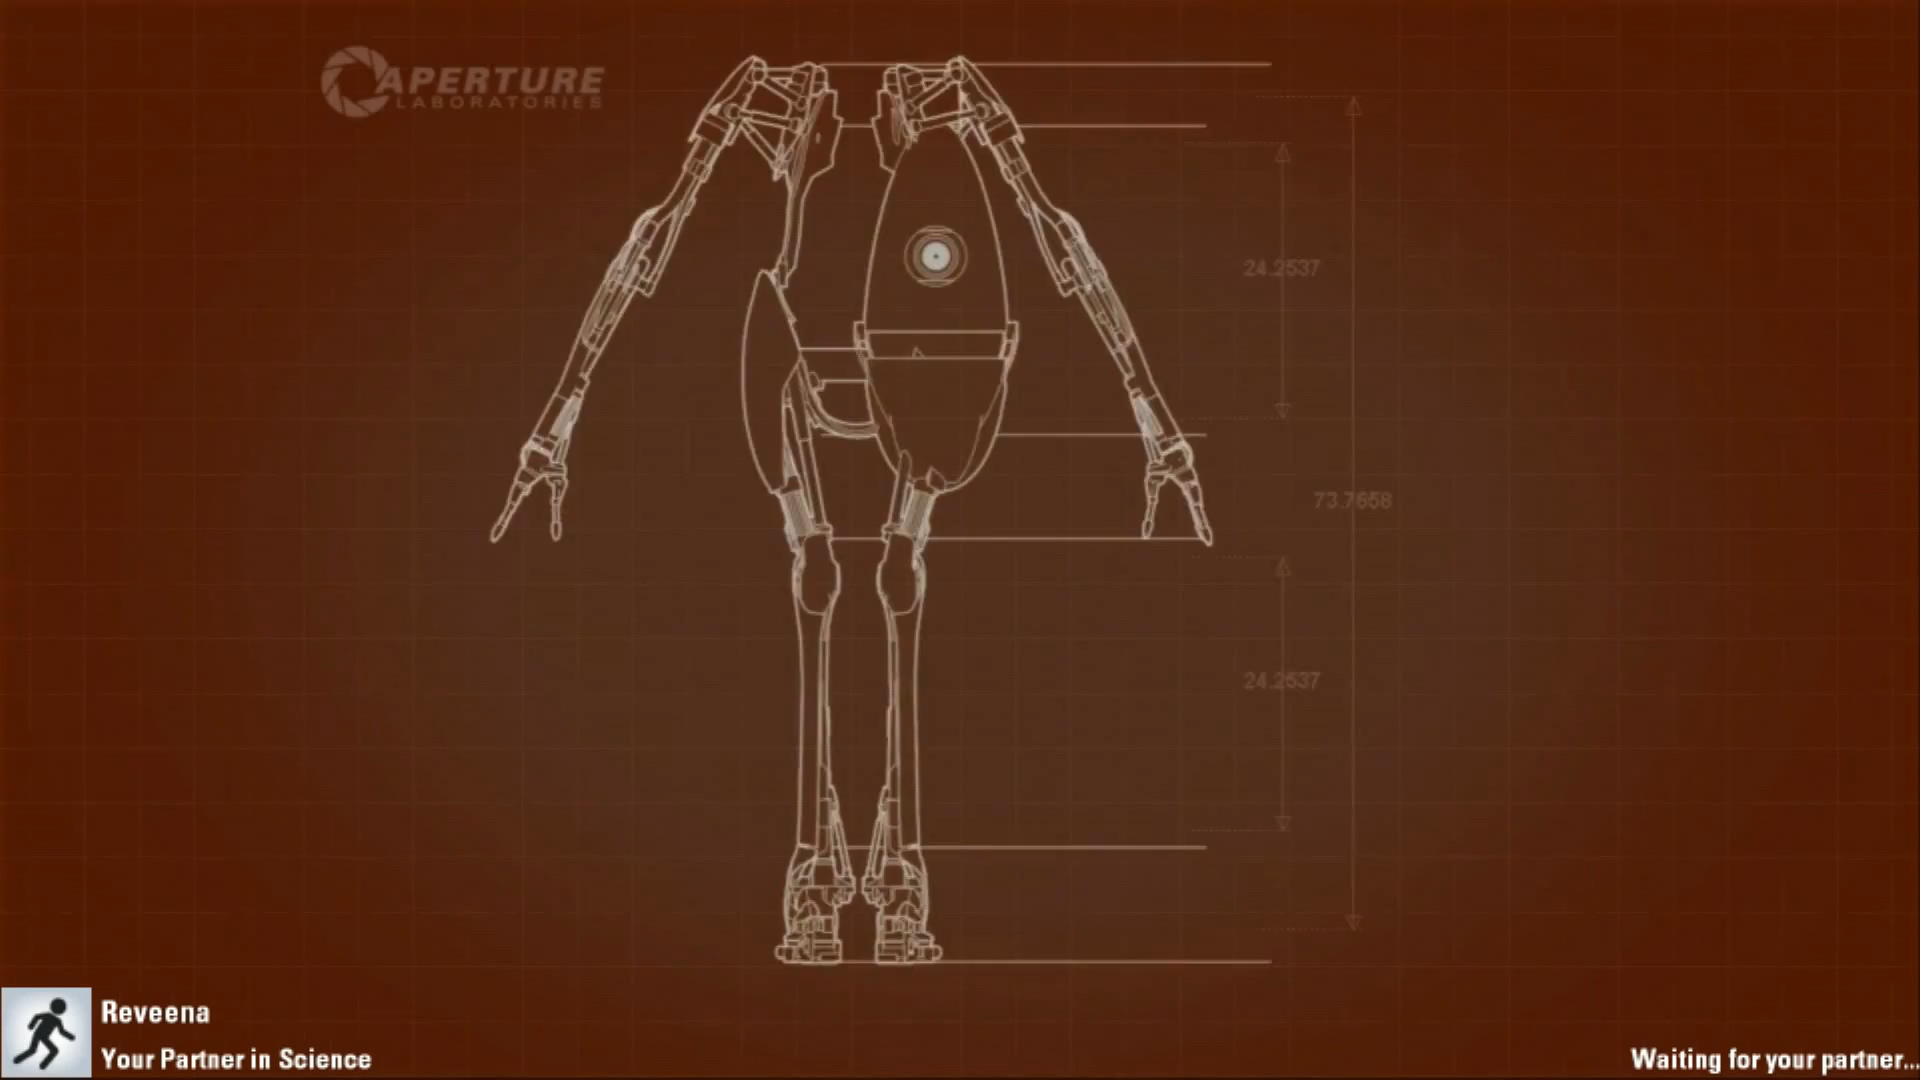 APERTURE
LABORATORIES
24.2537
73.7658
24.2537
Reveena
Your Partner in Science
Waiting for your partner...